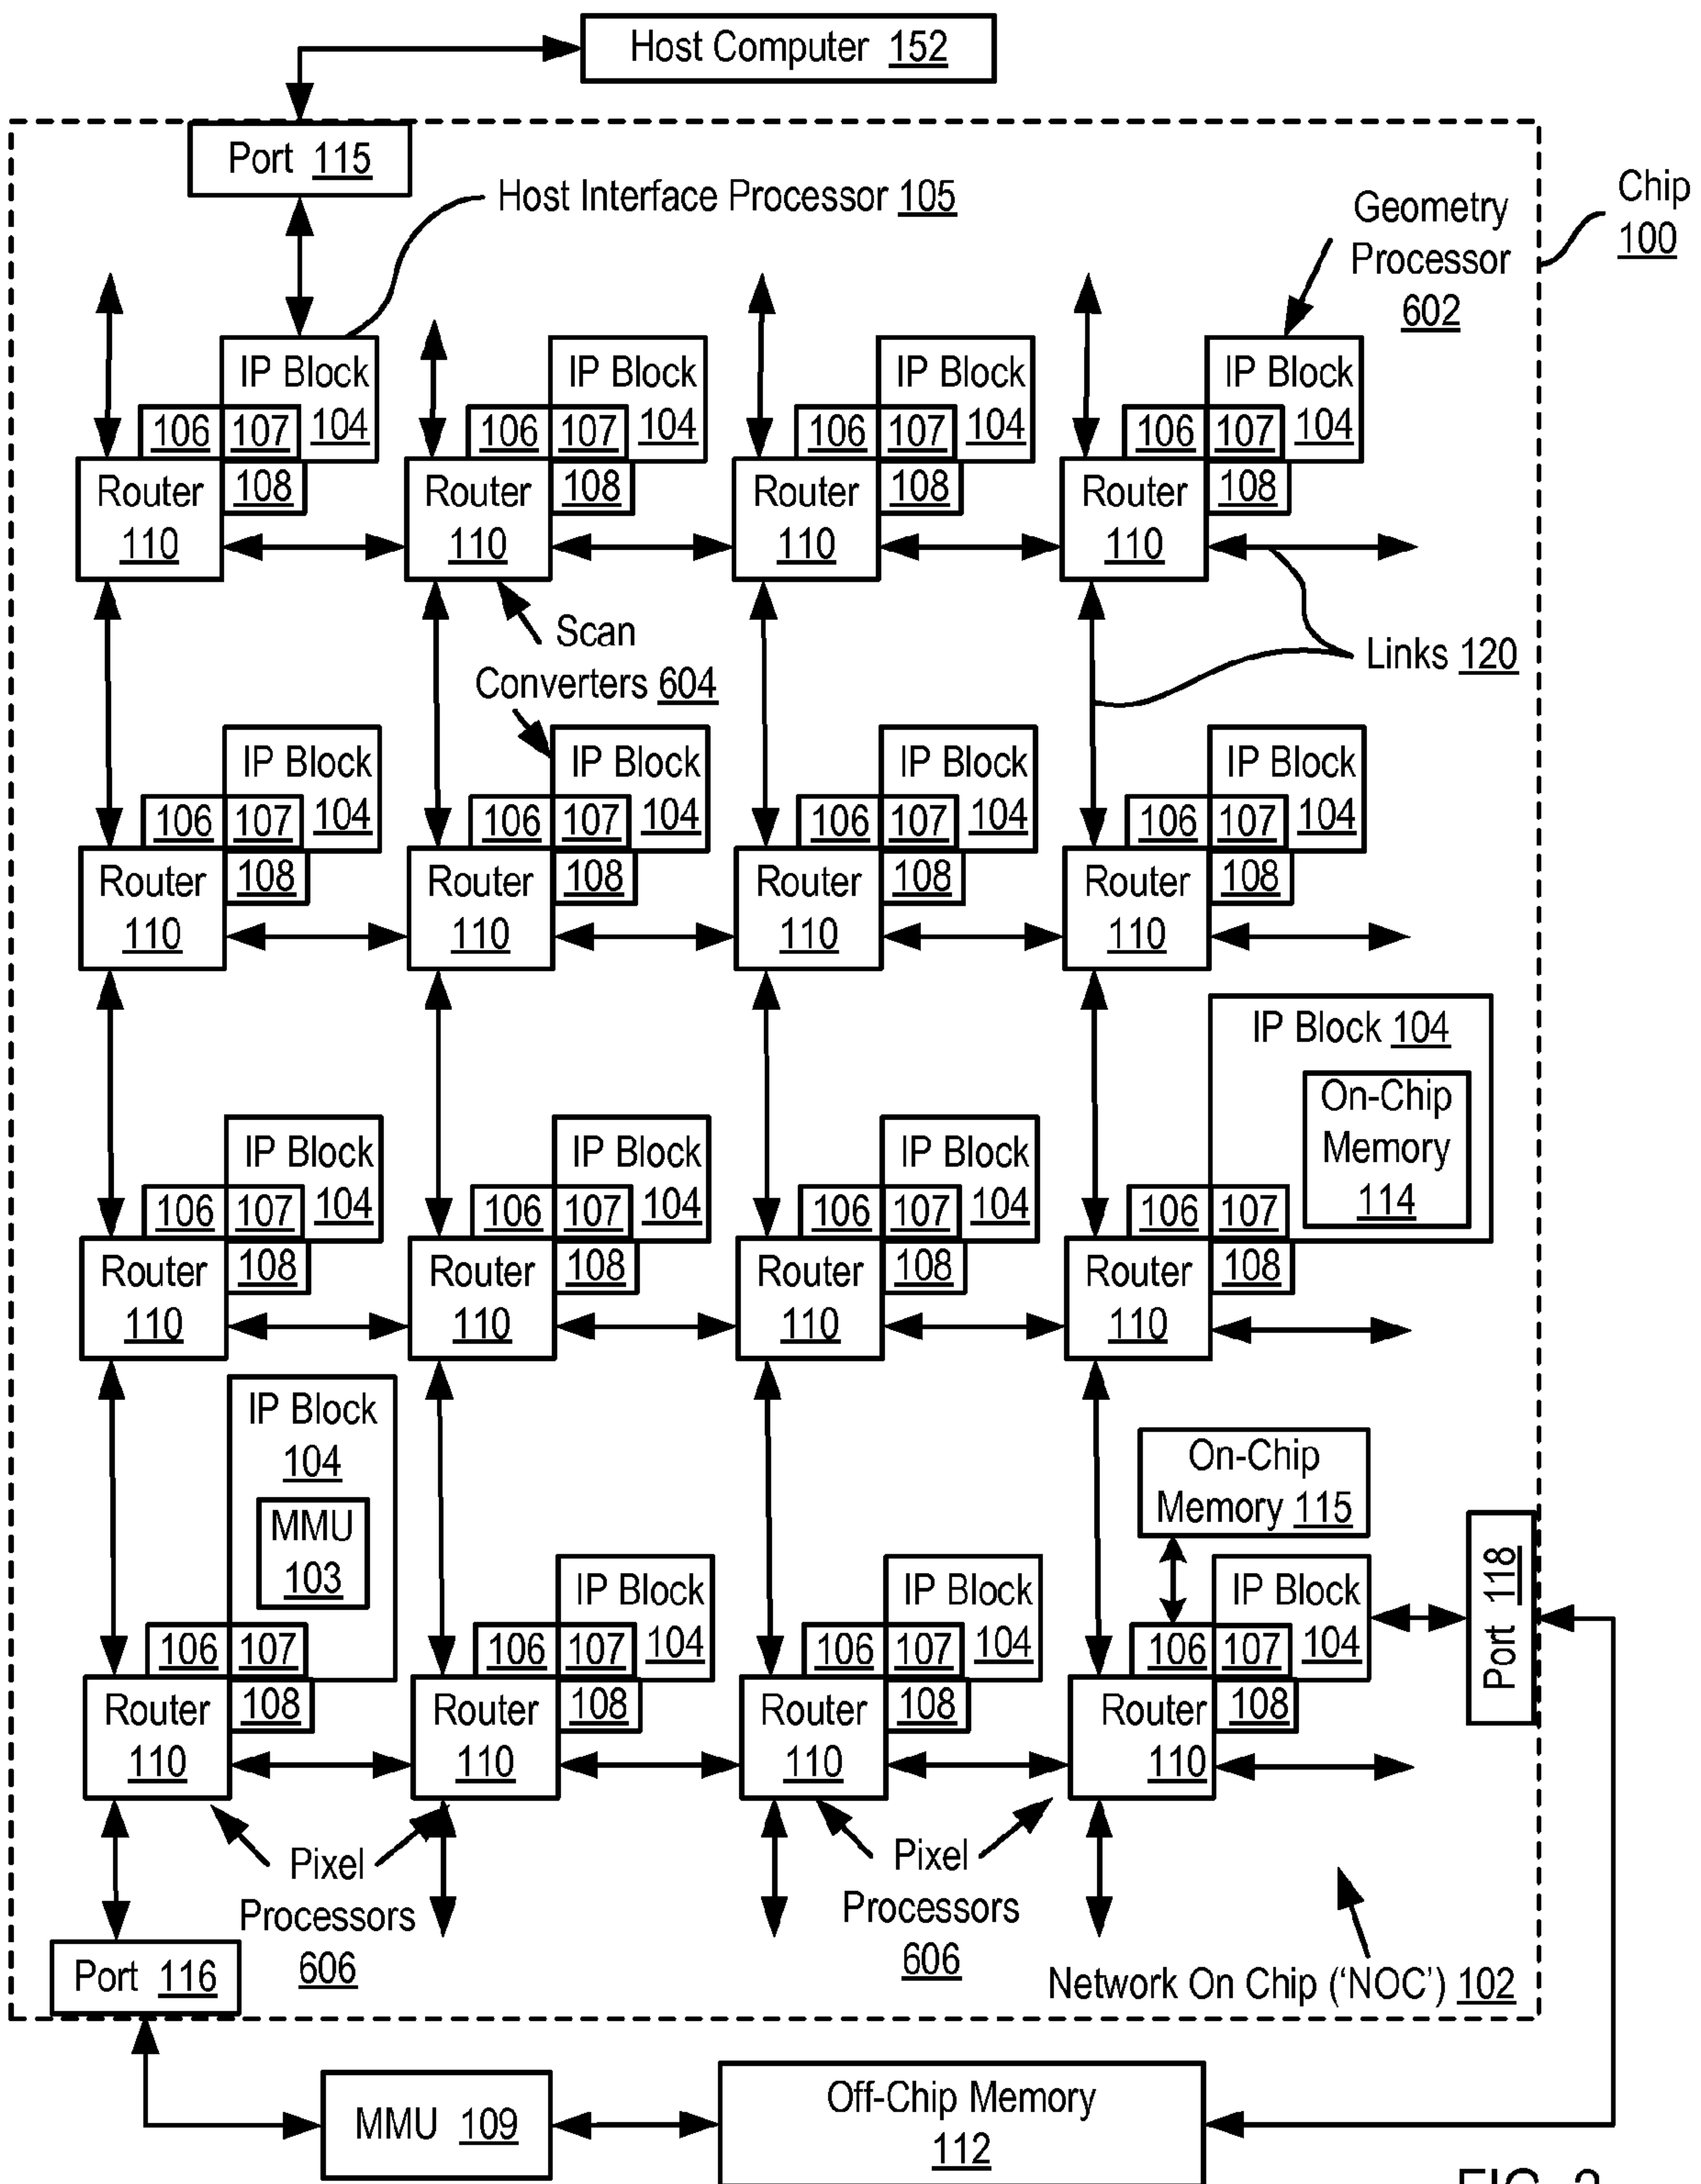 Host Computer 152
Port 115
Host Interface Processor 105
Geometry
Processor
602
Chip
100
IP Block
104
106 107
108
Router
110
IP Block
104
106 107
108
Router
110
IP Block
104
106 107
108
Router
110
IP Block
104
106 107
108
Router
110
Scan
Converters 604
Links 120
IP Block
104
106 107
108
Router
110
IP Block
104
106 107
108
Router
110
IP Block
104
106 107
108
Router
110
IP Block
104
106 107
108
Router
110
IP Block
104
106 107
108
Router
110
IP Block
104
106 107
108
Router
110
IP Block
104
106 107
108
Router
110
IP Block 104
On-Chip
Memory
114
106 107
108
Router
110
IP Block
104
MMU
103
106 107
108
Router
110
IP Block
104
106 107
108
Router
110
IP Block
104
106 107
108
Router
110
On-Chip
Memory 115
IP Block
104
106 107
108
Router
110
Port 118
Pixel
Processors
606
Pixel
Processors
606
Port 116
Network On Chip (‘NOC’) 102
MMU 109
Off-Chip Memory
112
FIG. 2